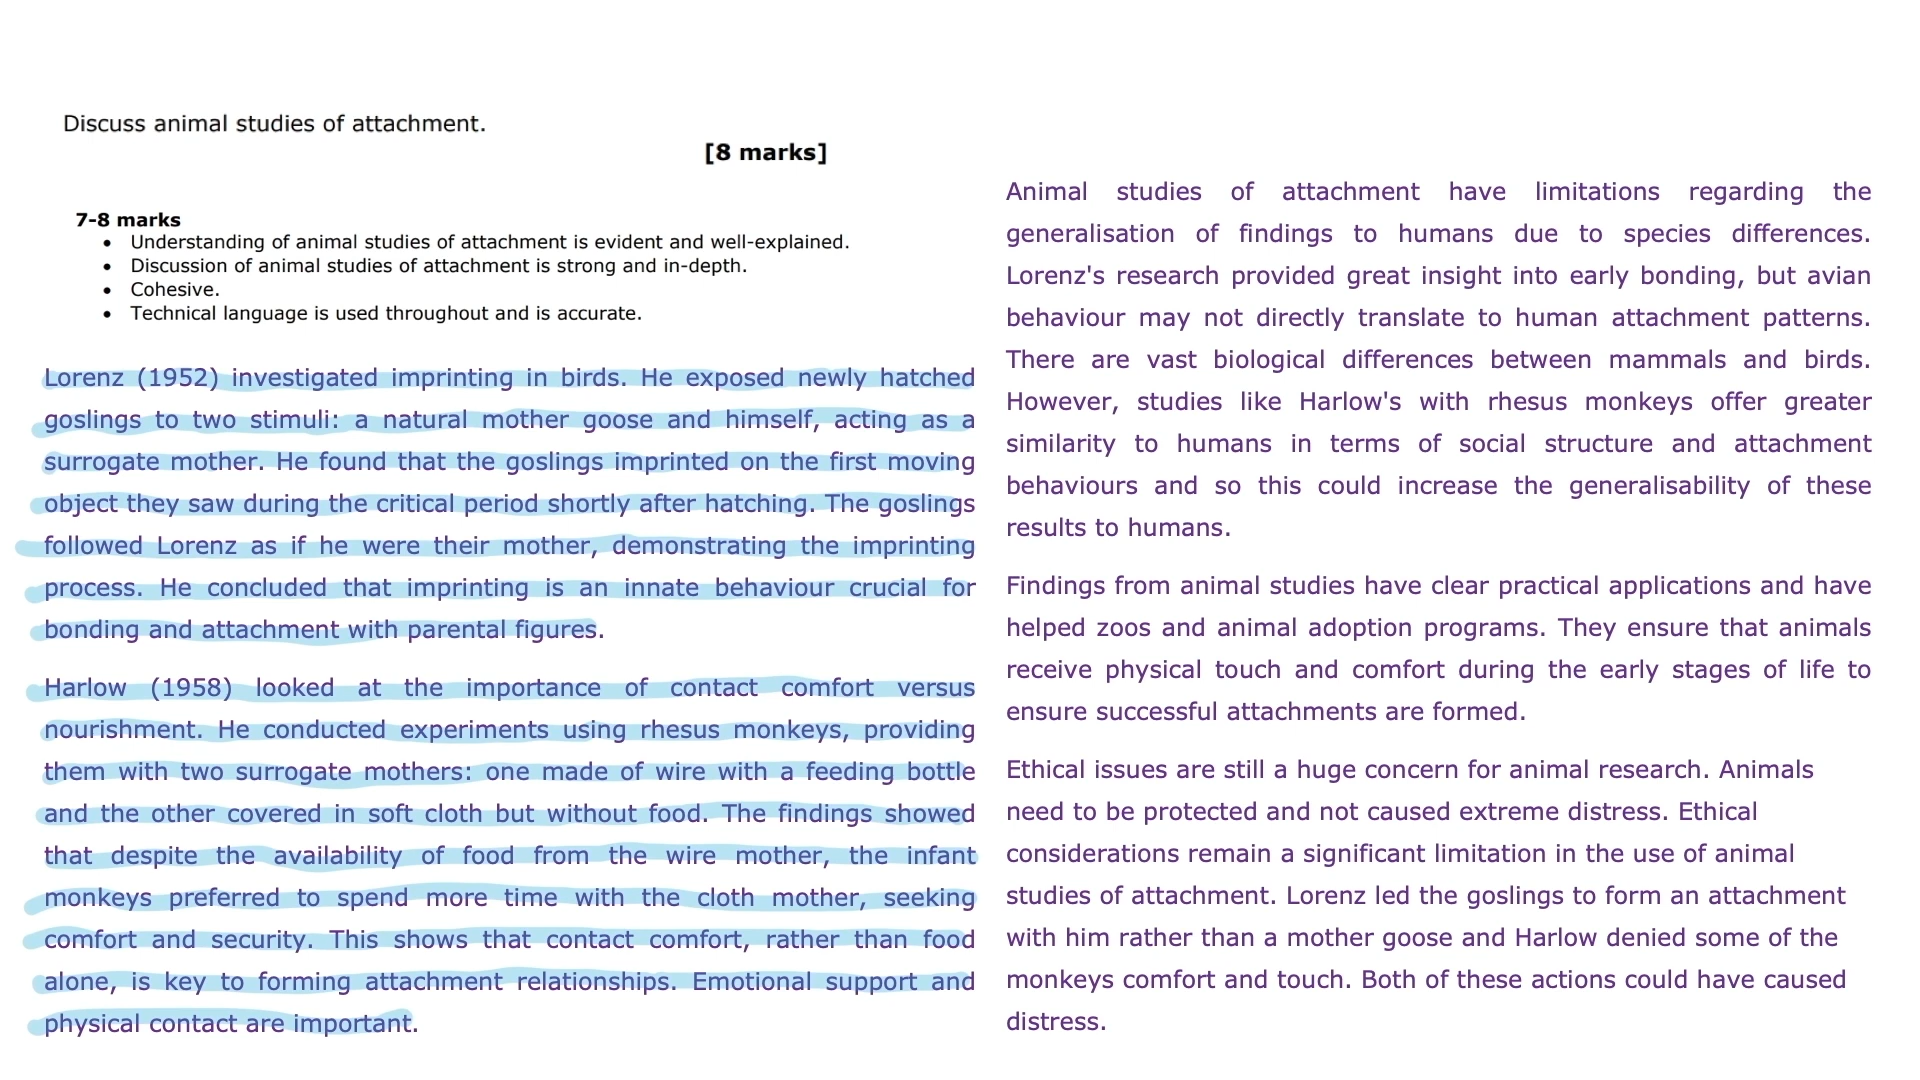 Discuss animal studies of attachment.
[8 marks]
7-8 marks
• Understanding of animal studies of attachment is evident and well-explained.
• Discussion of animal studies of attachment is strong and in-depth.
• Cohesive.
• Technical language is used throughout and is accurate.
Lorenz (1952) investigated imprinting in birds. He exposed newly hatched
goslings to two stimuli: a natural mother goose and himself, acting as a
surrogate mother. He found that the goslings imprinted on the first moving
object they saw during the critical period shortly after hatching. The goslings
followed Lorenz as if he were their mother, demonstrating the imprinting
process. He concluded that imprinting is an innate behaviour crucial for
bonding and attachment with parental figures.
Harlow (1958) looked at the importance of contact comfort versus
nourishment. He conducted experiments using rhesus monkeys, providing
them with two surrogate mothers: one made of wire with a feeding bottle
and the other covered in soft cloth but without food. The findings showed
that despite the availability of food from the wire mother, the infant
monkeys preferred to spend more time with the cloth mother, seeking
comfort and security. This shows that contact comfort, rather than food
alone, is key to forming attachment relationships. Emotional support and
physical contact are important.
Animal studies of attachment have limitations regarding the
generalisation of findings to humans due to species differences.
Lorenz's research provided great insight into early bonding, but avian
behaviour may not directly translate to human attachment patterns.
There are vast biological differences between mammals and birds.
However, studies like Harlow's with rhesus monkeys offer greater
similarity to humans in terms of social structure and attachment
behaviours and so this could increase the generalisability of these
results to humans.
Findings from animal studies have clear practical applications and have
helped zoos and animal adoption programs. They ensure that animals
receive physical touch and comfort during the early stages of life to
ensure successful attachments are formed.
Ethical issues are still a huge concern for animal research. Animals
need to be protected and not caused extreme distress. Ethical
considerations remain a significant limitation in the use of animal
studies of attachment. Lorenz led the goslings to form an attachment
with him rather than a mother goose and Harlow denied some of the
monkeys comfort and touch. Both of these actions could have caused
distress.